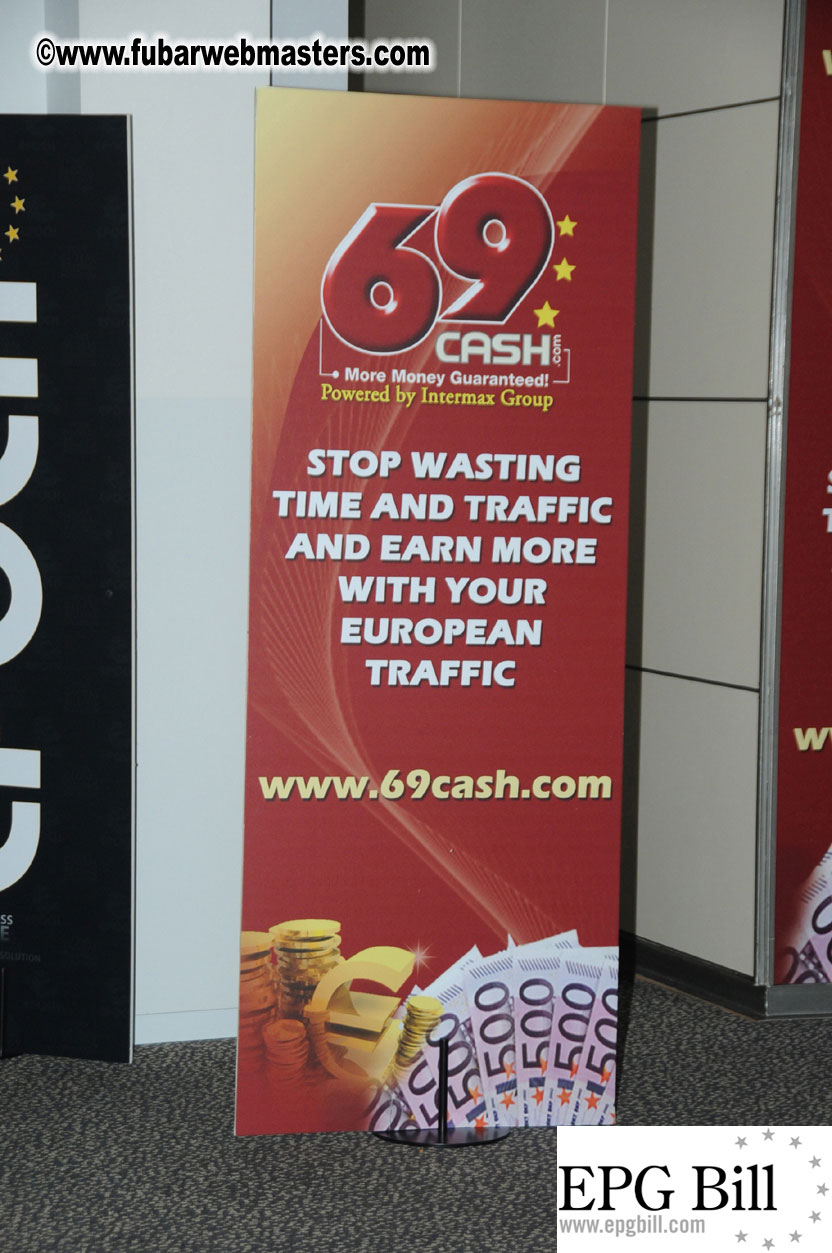 ©www.fubarwebmasters.com
69
CASH.com
More Money Guaranteed!
Powered by Intermax Group
STOP WASTING
TIME AND TRAFFIC
AND EARN MORE
WITH YOUR
EUROPEAN
TRAFFIC
www.69cash.com
500 500 500 500 500
SS
E
SOLUTION
EPG Bill
www.epgbill.com